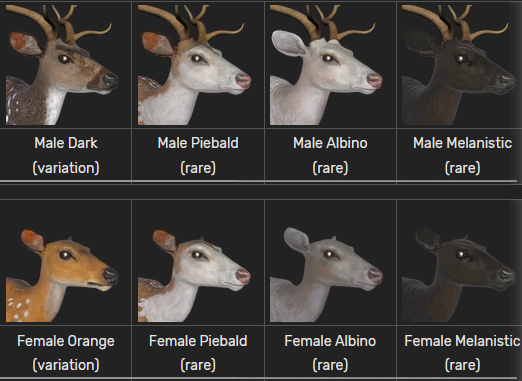 Male Dark
(variation)
Male Piebald
(rare)
Male Albino
(rare)
Male Melanistic
(rare)
Female Orange
(variation)
Female Piebald
(rare)
Female Albino
(rare)
Female Melanistic
(rare)